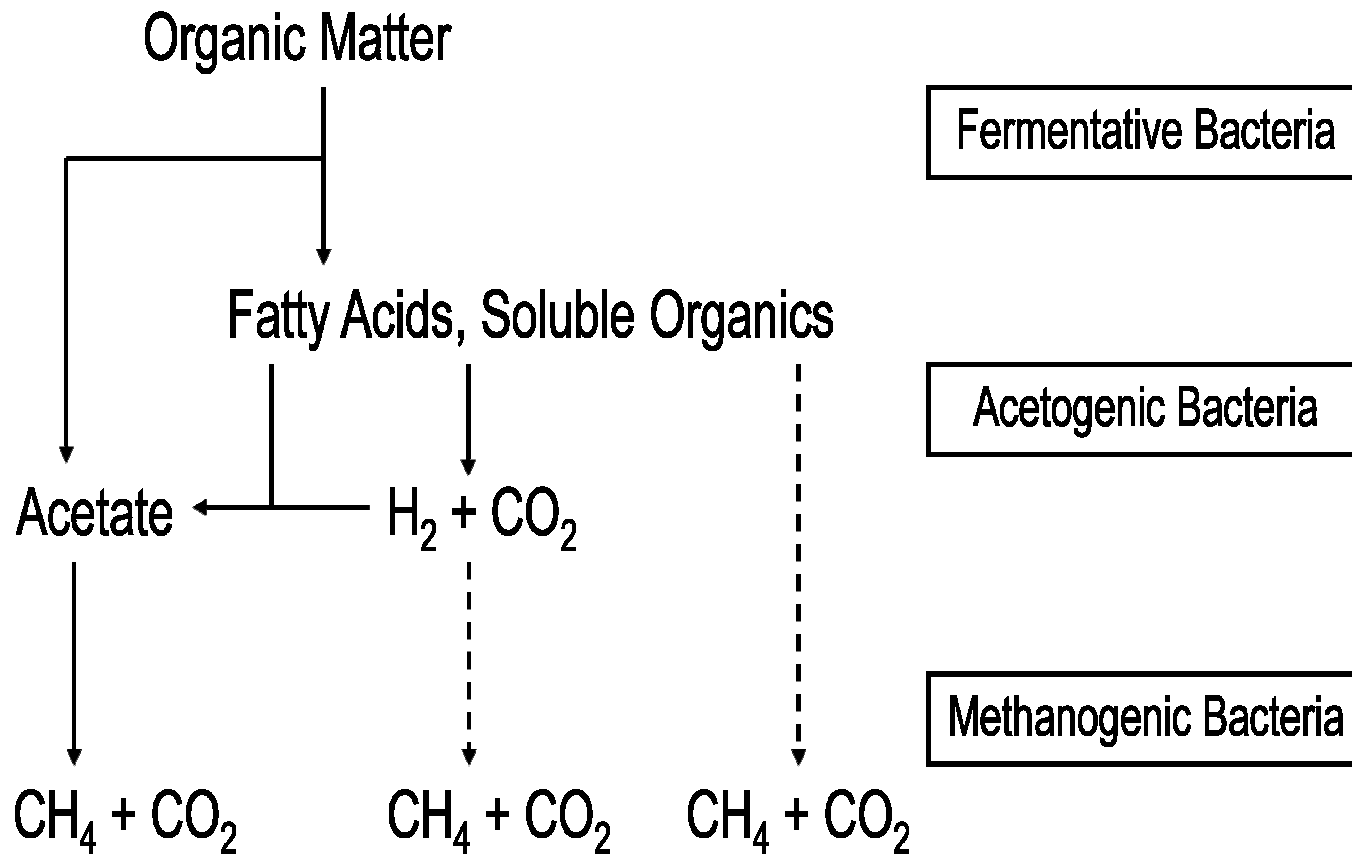 Organic Matter
Fermentative Bacteria
Fatty Acids, Soluble Organics
Acetogenic Bacteria
Acetate
H₂ + CO₂
Methanogenic Bacteria
CH₄ + CO₂
CH₄ + CO₂
CH₄ + CO₂